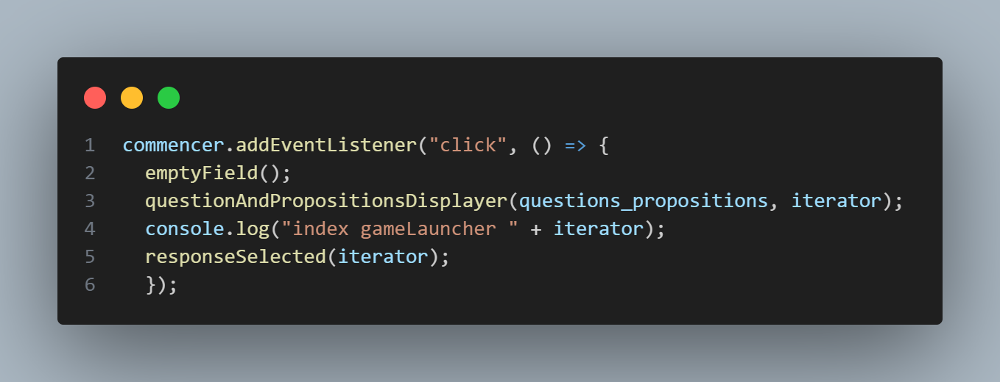 1 commencer.addEventListener("click", () => {
2 emptyField();
3 questionAndPropositionsDisplayer(questions_propositions, iterator);
4 console.log("index gameLauncher " + iterator);
5 responseSelected(iterator);
6 });